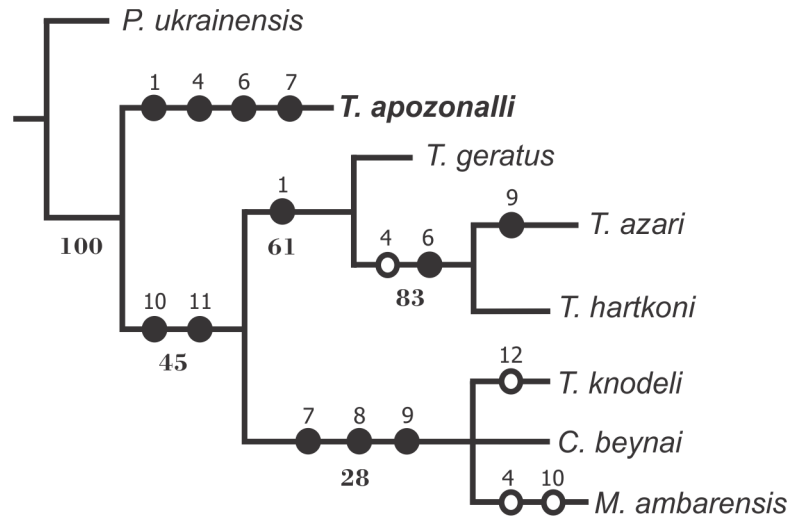 P. ukrainensis
1 4 6 7
T. apozonalli
T. geratus
1
61
9
T. azari
4 6
83
100
T. hartkoni
10 11
45
12
T. knodeli
7 8 9
28
C. beynai
4 10
M. ambarensis